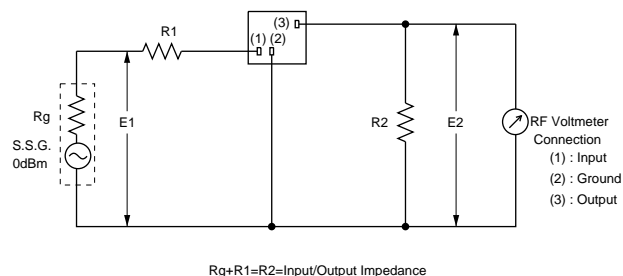 (3)
R1
(1) (2)
Rg
E1
R2
E2
RF Voltmeter
S.S.G.
0dBm
Connection
(1) : Input
(2) : Ground
(3) : Output
Rg+R1=R2=Input/Output Impedance